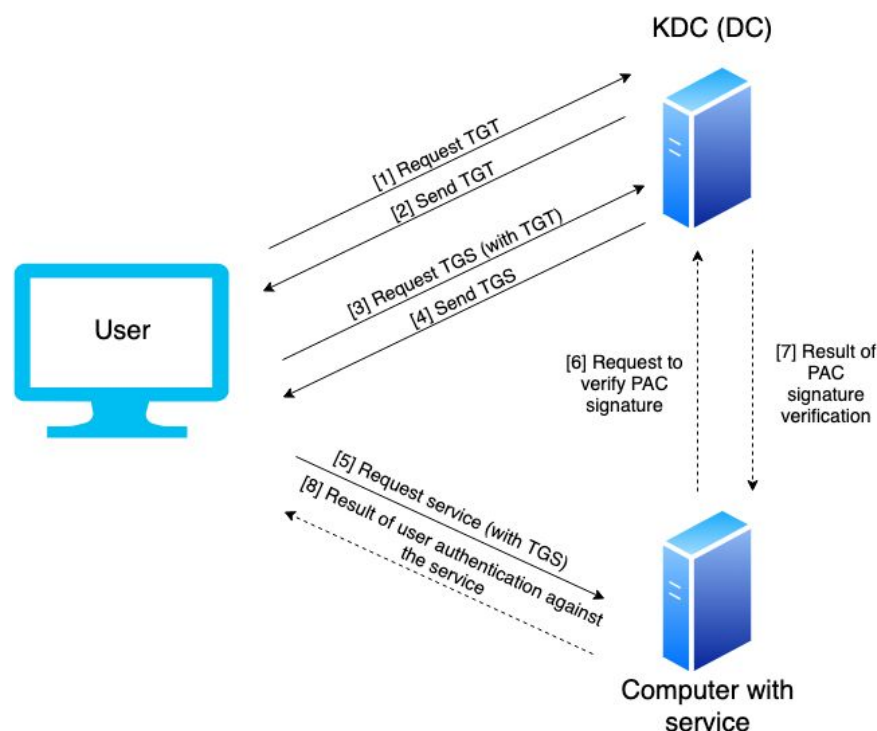 KDC (DC)
[1] Request TGT
[2] Send TGT
[3] Request TGS (with TGT)
[4] Send TGS
User
[6] Request to
verify PAC
signature
[7] Result of
PAC
signature
verification
[5] Request service (with TGS)
[8] Result of user authentication against
the service
Computer with
service